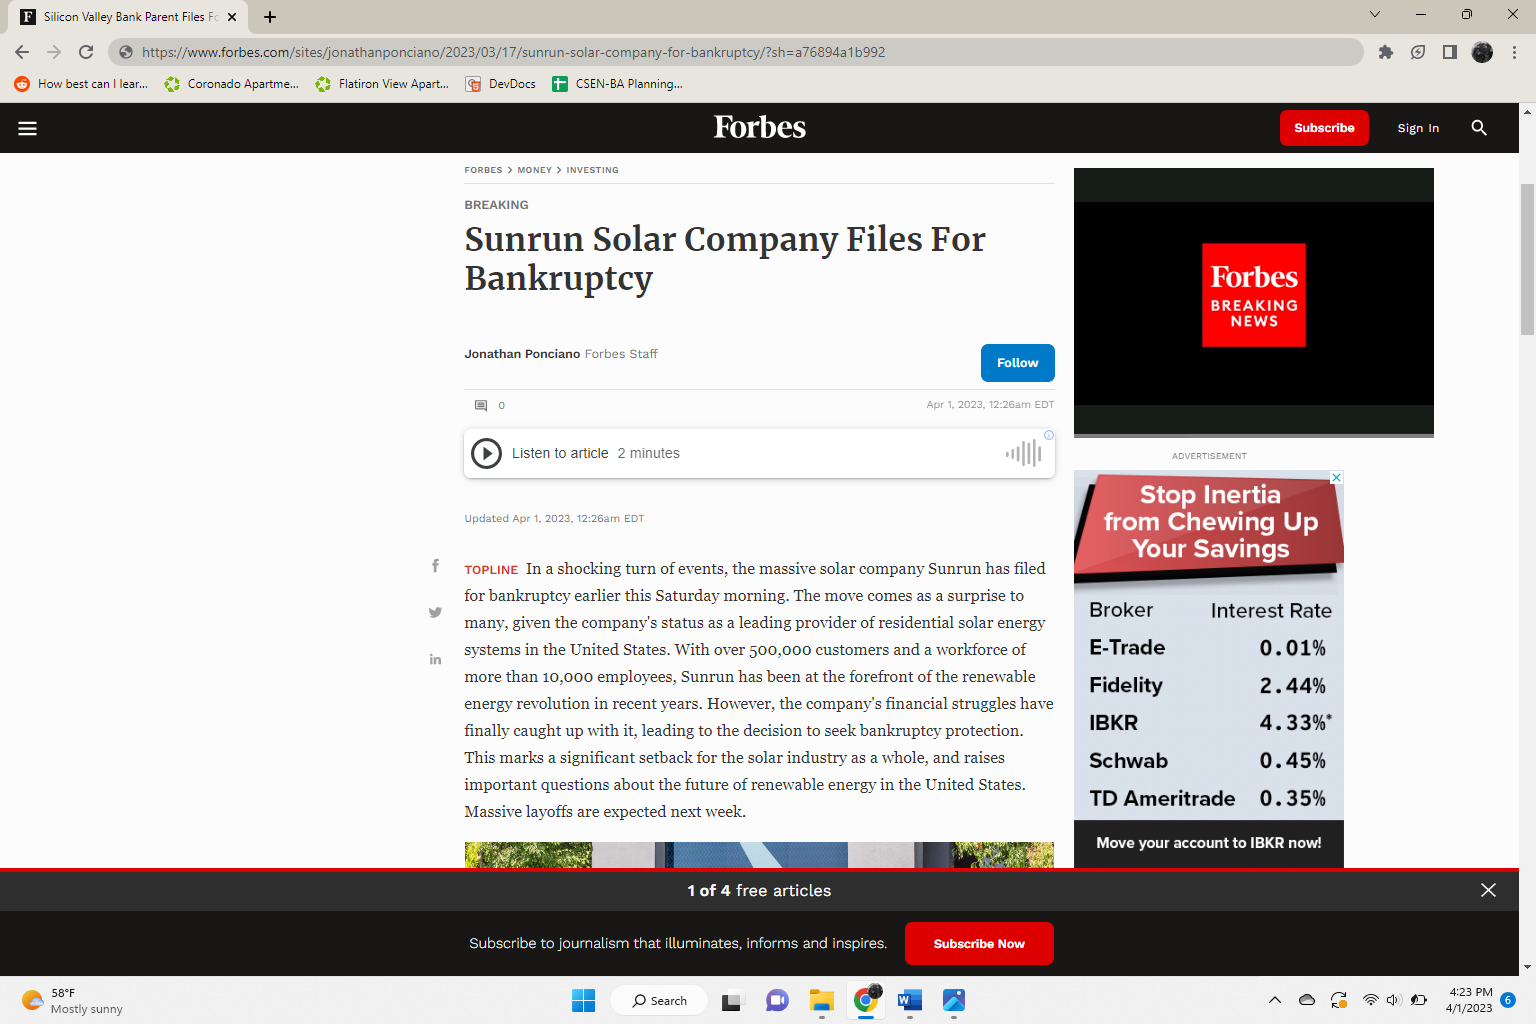 Silicon Valley Bank Parent Files Fo
https://www.forbes.com/sites/jonathanponciano/2023/03/17/sunrun-solar-company-for-bankruptcy/?sh=a76894a1b992
How best can I lear...
Coronado Apartme...
Flatiron View Apart...
DevDocs
CSEN-BA Planning...
Forbes
Subscribe
Sign In
FORBES > MONEY > INVESTING
BREAKING
Sunrun Solar Company Files For
Bankruptcy
Jonathan Ponciano Forbes Staff
Follow
0
Apr 1, 2023, 12:26am EDT
Listen to article 2 minutes
Updated Apr 1, 2023, 12:26am EDT
TOPLINE In a shocking turn of events, the massive solar company Sunrun has filed
for bankruptcy earlier this Saturday morning. The move comes as a surprise to
many, given the company's status as a leading provider of residential solar energy
systems in the United States. With over 500,000 customers and a workforce of
more than 10,000 employees, Sunrun has been at the forefront of the renewable
energy revolution in recent years. However, the company's financial struggles have
finally caught up with it, leading to the decision to seek bankruptcy protection.
This marks a significant setback for the solar industry as a whole, and raises
important questions about the future of renewable energy in the United States.
Massive layoffs are expected next week.
Forbes
BREAKING
NEWS
ADVERTISEMENT
Stop Inertia
from Chewing Up
Your Savings
Broker Interest Rate
E-Trade 0.01%
Fidelity 2.44%
IBKR 4.33%*
Schwab 0.45%
TD Ameritrade 0.35%
Move your account to IBKR now!
1 of 4 free articles
Subscribe to journalism that illuminates, informs and inspires.
Subscribe Now
58°F
Mostly sunny
Search
4:23 PM
4/1/2023
6